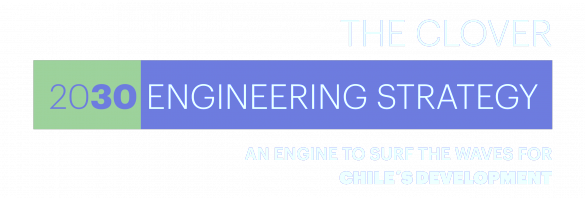 THE CLOVER
2030 ENGINEERING STRATEGY
AN ENGINE TO SURF THE WAVES FOR
CHILE'S DEVELOPMENT